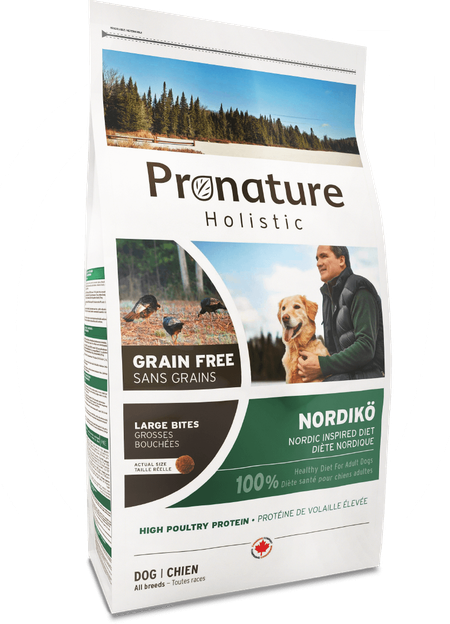 Pronature
Holistic
GRAIN FREE
SANS GRAINS
LARGE BITES
GROSSES
BOUCHÉES
ACTUAL SIZE
TAILLE RÉELLE
NORDIKÖ
NORDIC INSPIRED DIET
DIÈTE NORDIQUE
100% Healthy Diet For Adult Dogs
Diète santé pour chiens adultes
HIGH POULTRY PROTEIN • PROTÉINE DE VOLAILLE ÉLEVÉE
DOG | CHIEN
All breeds – Toutes races